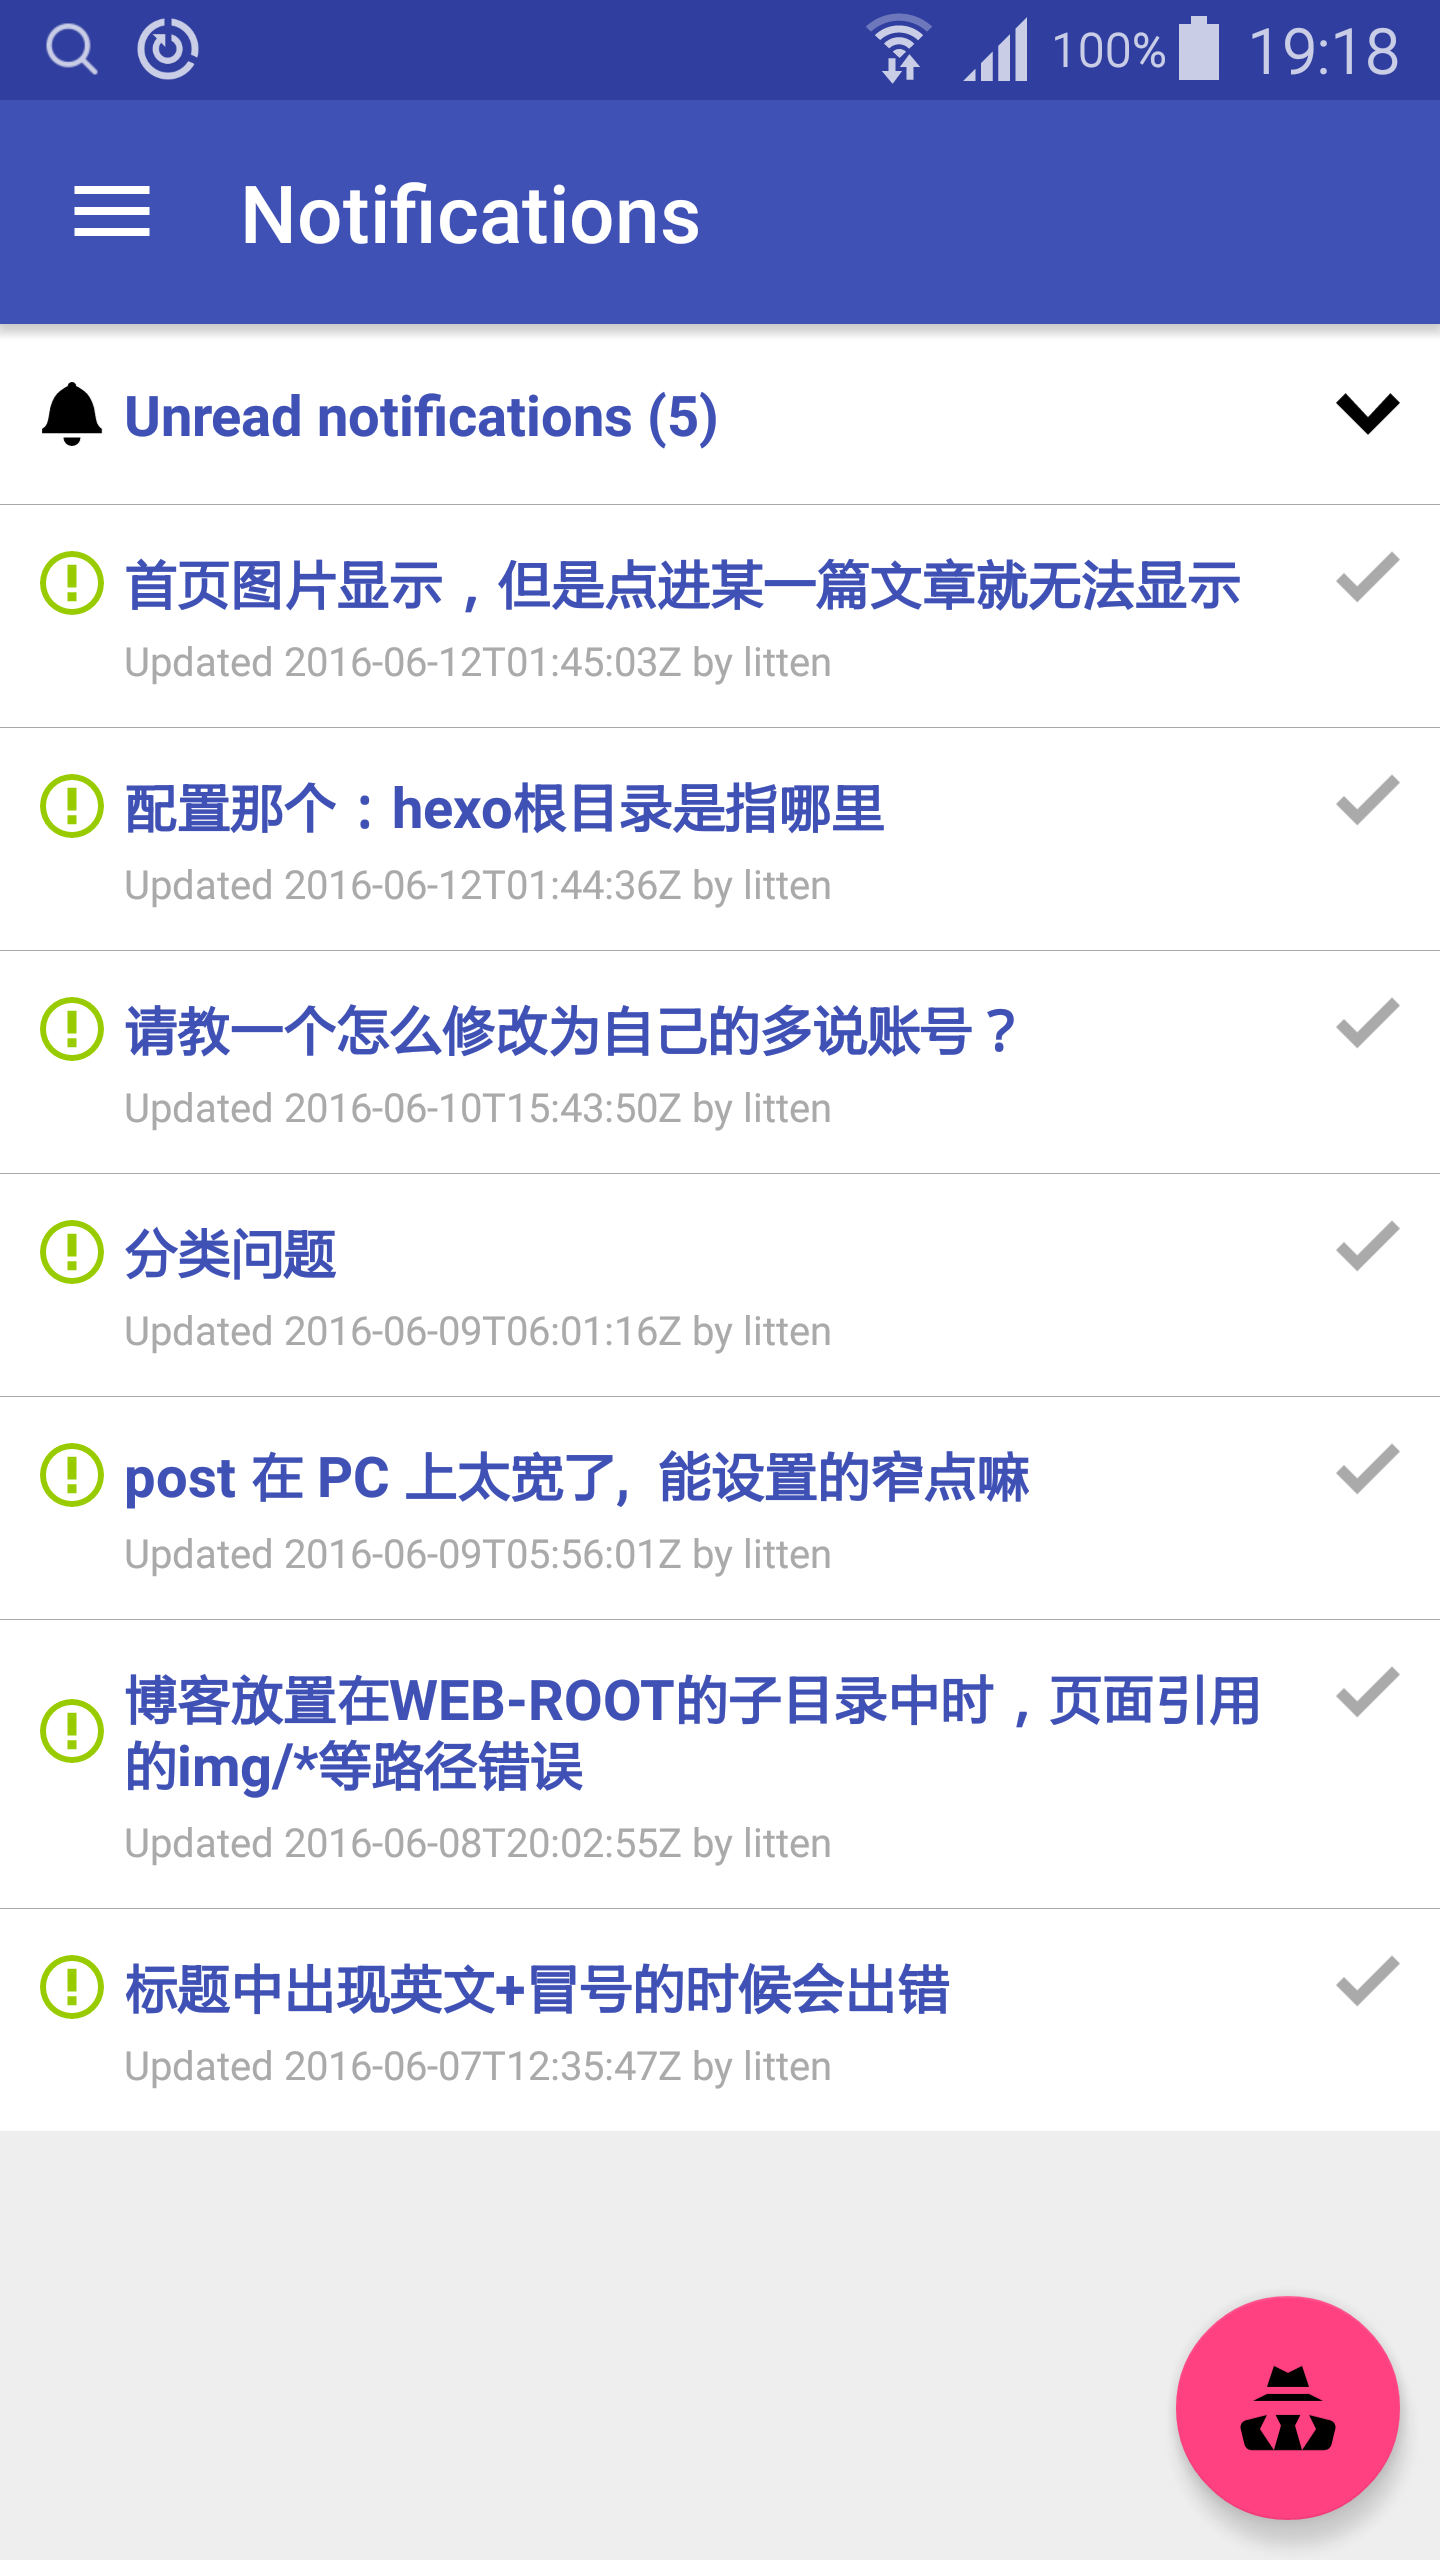 100% 19:18
Notifications
Unread notifications (5)
首页图片显示，但是点进某一篇文章就无法显示
Updated 2016-06-12T01:45:03Z by litten
配置那个：hexo根目录是指哪里
Updated 2016-06-12T01:44:36Z by litten
请教一个怎么修改为自己的多说账号？
Updated 2016-06-10T15:43:50Z by litten
分类问题
Updated 2016-06-09T06:01:16Z by litten
post 在 PC 上太宽了, 能设置的窄点嘛
Updated 2016-06-09T05:56:01Z by litten
博客放置在WEB-ROOT的子目录中时，页面引用
的img/*等路径错误
Updated 2016-06-08T20:02:55Z by litten
标题中出现英文+冒号的时候会出错
Updated 2016-06-07T12:35:47Z by litten